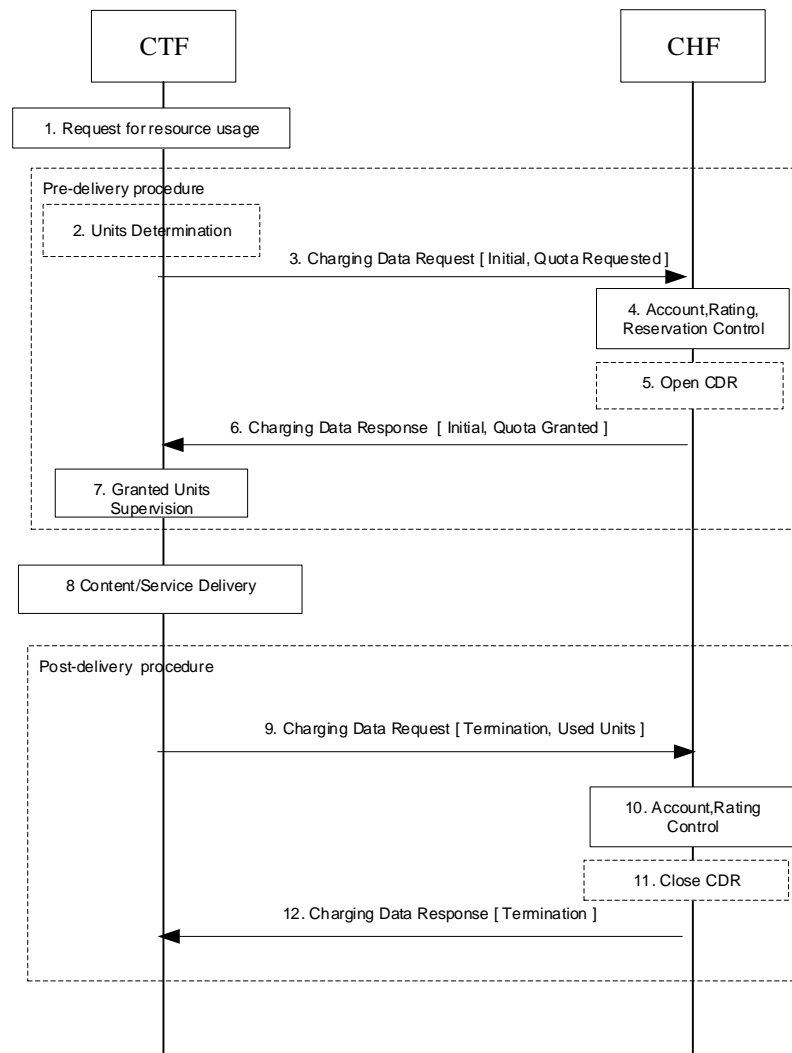 CTF
CHF
1. Request for resource usage
Pre-delivery procedure
2. Units Determination
3. Charging Data Request [ Initial, Quota Requested ]
4. Account,Rating,
Reservation Control
5. Open CDR
6. Charging Data Response [ Initial, Quota Granted ]
7. Granted Units
Supervision
8 Content/Service Delivery
Post-delivery procedure
9. Charging Data Request [ Termination, Used Units ]
10. Account,Rating
Control
11. Close CDR
12. Charging Data Response [ Termination ]